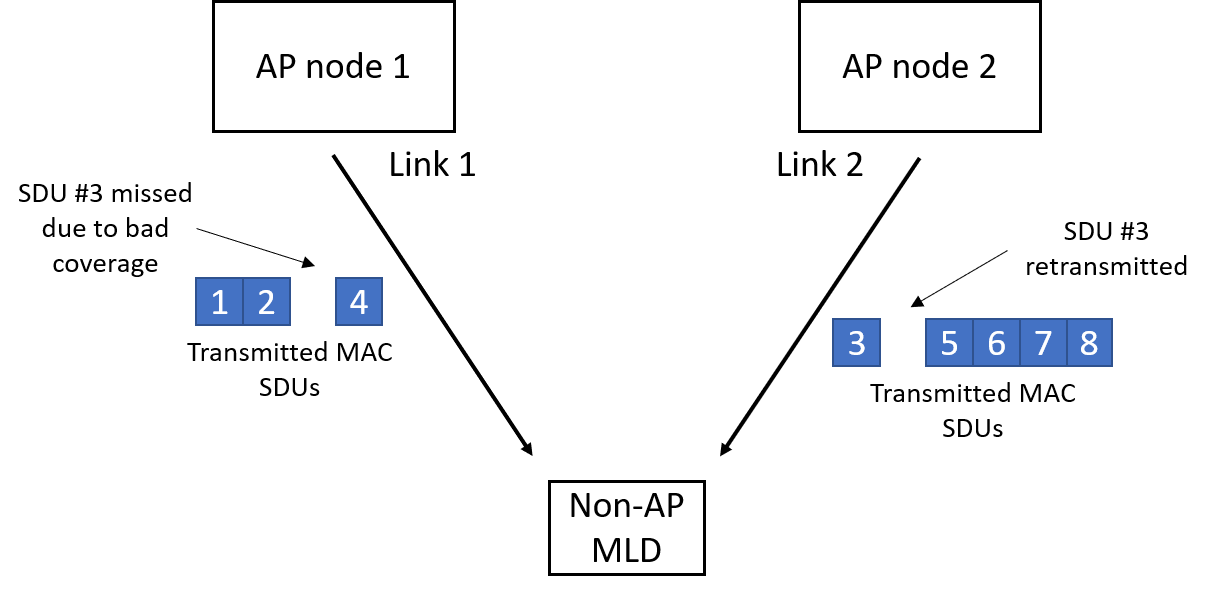 AP node 1
AP node 2
Link 1
Link 2
SDU #3 missed
due to bad
coverage
SDU #3
retransmitted
1 2 4
3 5 6 7 8
Transmitted MAC
SDUs
Transmitted MAC
SDUs
Non-AP
MLD